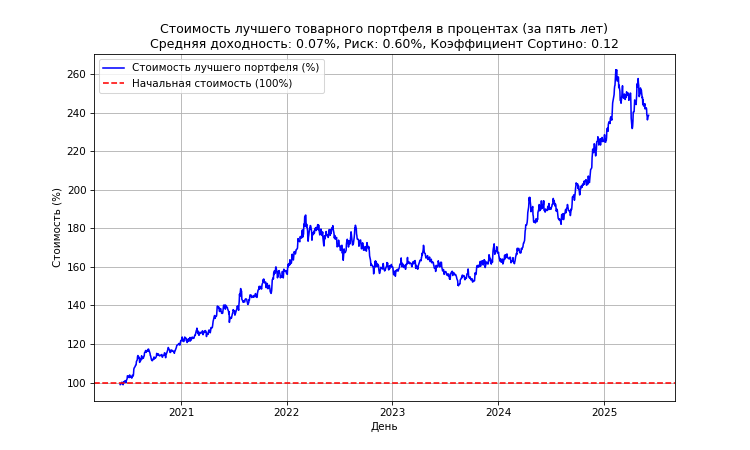 Стоимость лучшего товарного портфеля в процентах (за пять лет)
Средняя доходность: 0.07%, Риск: 0.60%, Коэффициент Сортино: 0.12
Стоимость лучшего портфеля (%)
Начальная стоимость (100%)
Стоимость (%)
260
240
220
200
180
160
140
120
100
2021
2022
2023
2024
2025
День